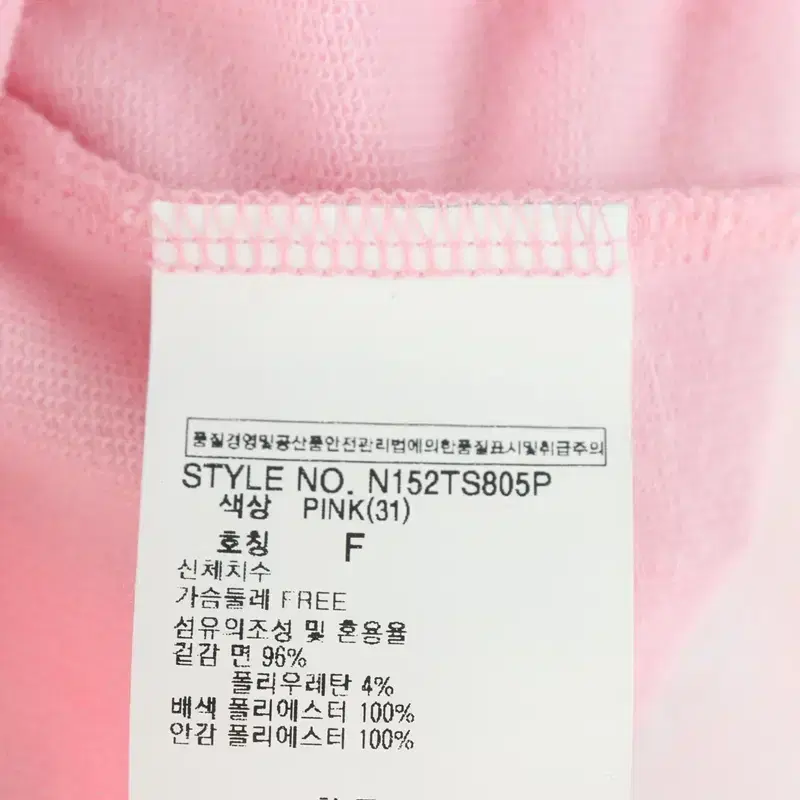 품질경영및공산품안전관리법에의한품질표시및취급주의
STYLE NO. N152TS805P
색상 PINK(31)
호칭 F
신체치수
가슴둘레 FREE
섬유의조성 및 혼용율
겉감 면 96%
폴리우레탄 4%
배색 폴리에스터 100%
안감 폴리에스터 100%